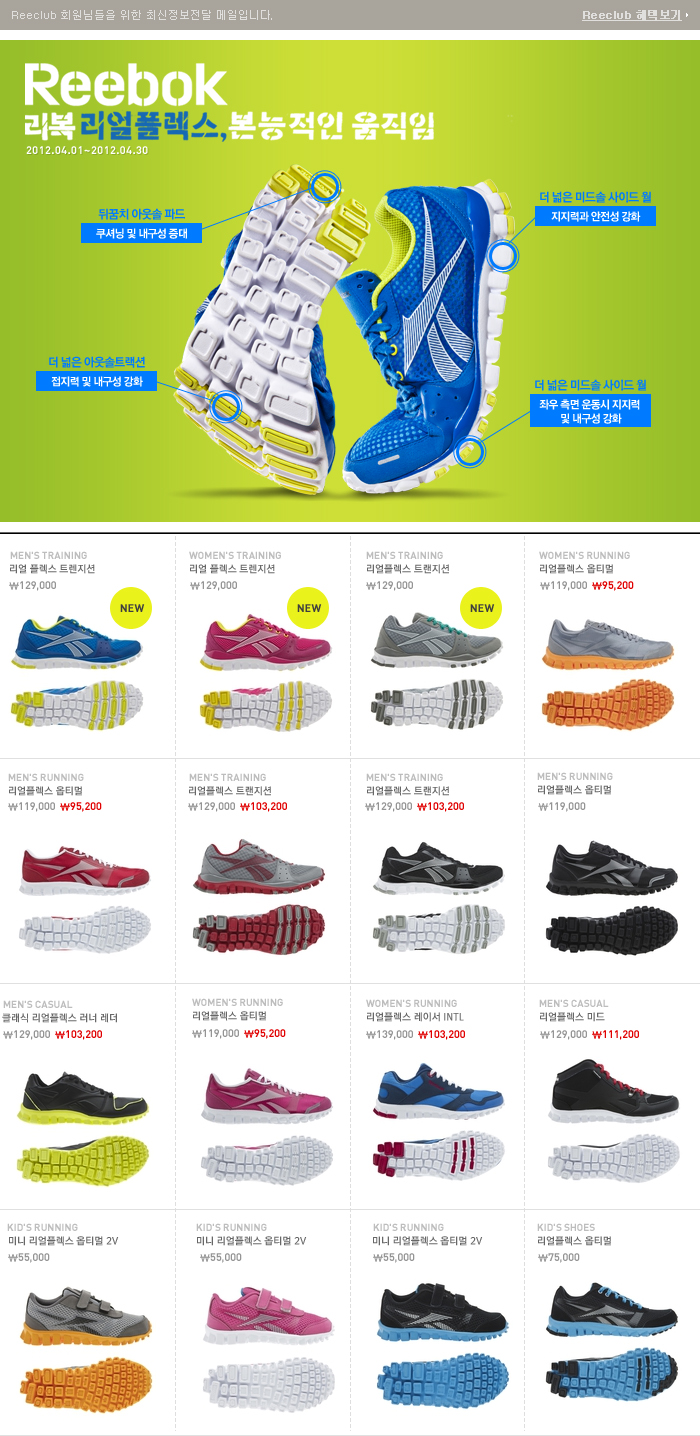 Reeclub 회원님들을 위한 최신정보전달 메일입니다.
Reeclub 혜택보기
Reebok
리복 리얼플렉스, 본능적인 움직임
2012.04.01~2012.04.30
뒤꿈치 아웃솔 파드
쿠셔닝 및 내구성 증대
더 넓은 미드솔 사이드 월
지지력과 안전성 강화
더 넓은 아웃솔트랙션
접지력 및 내구성 강화
더 넓은 미드솔 사이드 월
좌우 측면 운동시 지지력
및 내구성 강화
MEN'S TRAINING
리얼 플렉스 트렌지션
₩129,000
NEW
WOMEN'S TRAINING
리얼 플렉스 트렌지션
₩129,000
NEW
MEN'S TRAINING
리얼플렉스 트랜지션
₩129,000
NEW
WOMEN'S RUNNING
리얼플렉스 옵티멀
₩119,000 ₩95,200
MEN'S RUNNING
리얼플렉스 옵티멀
₩119,000 ₩95,200
MEN'S TRAINING
리얼플렉스 트랜지션
₩129,000 ₩103,200
MEN'S TRAINING
리얼플렉스 트랜지션
₩129,000 ₩103,200
MEN'S RUNNING
리얼플렉스 옵티멀
₩119,000
MEN'S CASUAL
클래식 리얼플렉스 러너 레더
₩129,000 ₩103,200
WOMEN'S RUNNING
리얼플렉스 옵티멀
₩119,000 ₩95,200
WOMEN'S RUNNING
리얼플렉스 레이서 INTL
₩139,000 ₩103,200
MEN'S CASUAL
리얼플렉스 미드
₩129,000 ₩111,200
KID'S RUNNING
미니 리얼플렉스 옵티멀 2V
₩55,000
KID'S RUNNING
미니 리얼플렉스 옵티멀 2V
₩55,000
KID'S RUNNING
미니 리얼플렉스 옵티멀 2V
₩55,000
KID'S SHOES
리얼플렉스 옵티멀
₩75,000